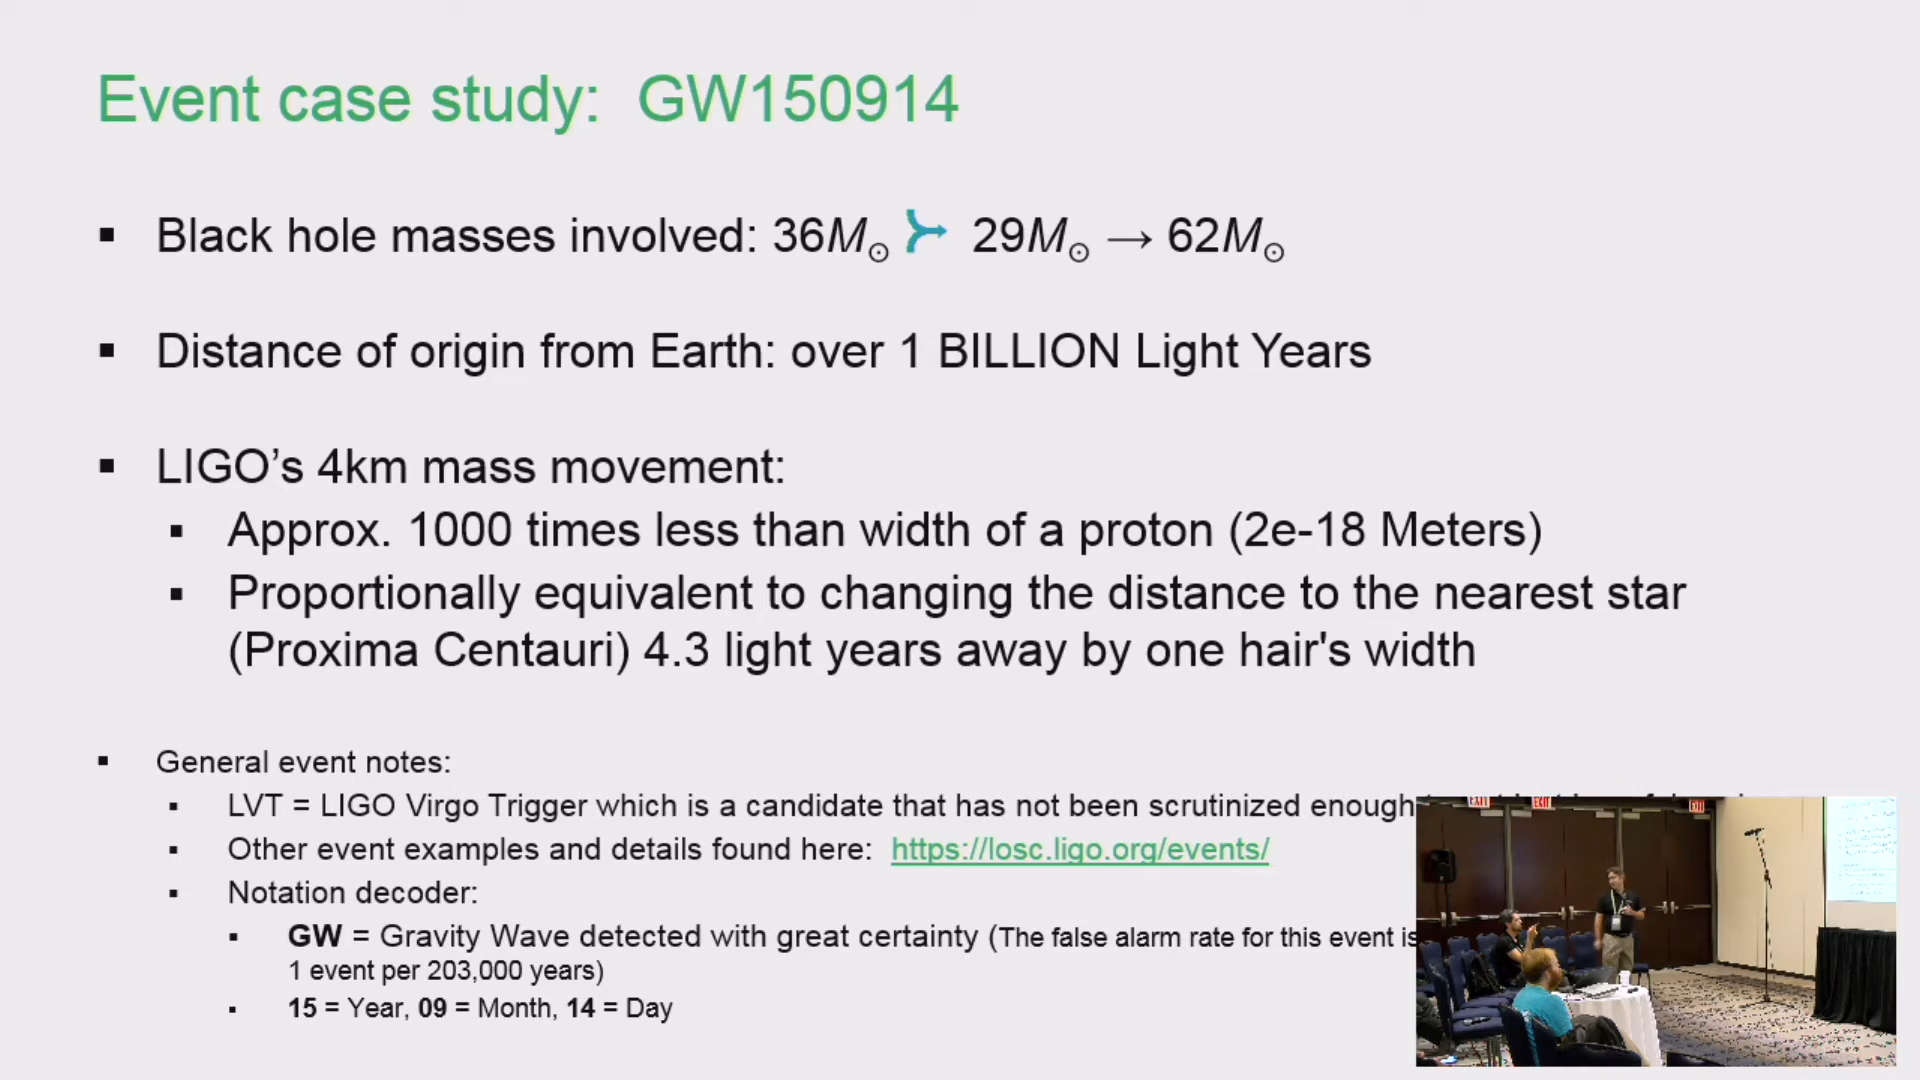 Event case study: GW150914
▪ Black hole masses involved: 36M☉ 29M☉ → 62M☉
▪ Distance of origin from Earth: over 1 BILLION Light Years
▪ LIGO’s 4km mass movement:
▪ Approx. 1000 times less than width of a proton (2e-18 Meters)
▪ Proportionally equivalent to changing the distance to the nearest star
(Proxima Centauri) 4.3 light years away by one hair's width
▪ General event notes:
▪ LVT = LIGO Virgo Trigger which is a candidate that has not been scrutinized enough
▪ Other event examples and details found here: https://losc.ligo.org/events/
▪ Notation decoder:
▪ GW = Gravity Wave detected with great certainty (The false alarm rate for this event is
1 event per 203,000 years)
▪ 15 = Year, 09 = Month, 14 = Day
EXIT
EXIT
EXIT